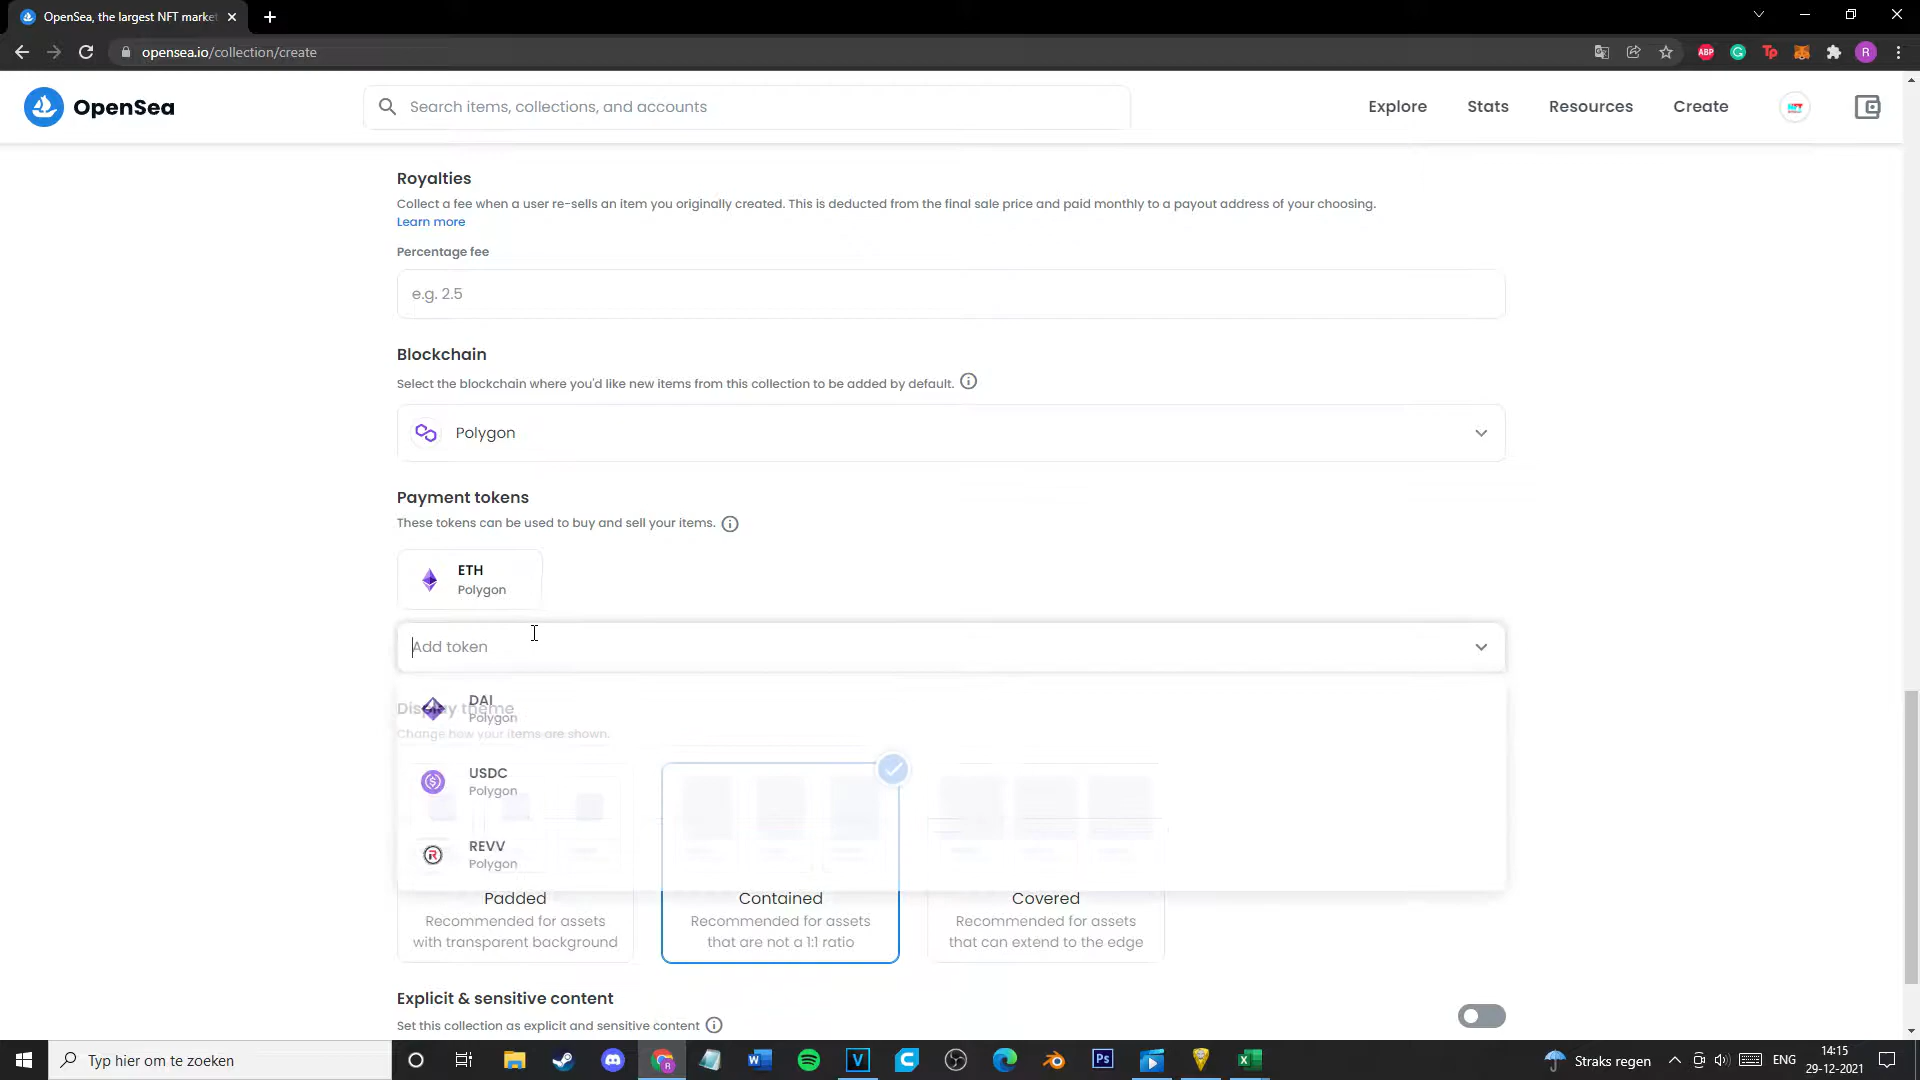 OpenSea, the largest NFT market
opensea.io/collection/create
ABP
Tp
R
OpenSea
Search items, collections, and accounts
Explore
Stats
Resources
Create
Royalties
Collect a fee when a user re-sells an item you originally created. This is deducted from the final sale price and paid monthly to a payout address of your choosing.
Learn more
Percentage fee
e.g. 2.5
Blockchain
Select the blockchain where you'd like new items from this collection to be added by default.
Polygon
Payment tokens
These tokens can be used to buy and sell your items.
ETH
Polygon
Add token
DAI
Polygon
Display theme
Change how your items are shown.
USDC
Polygon
REVV
Polygon
Padded
Recommended for assets
with transparent background
Contained
Recommended for assets
that are not a 1:1 ratio
Covered
Recommended for assets
that can extend to the edge
Explicit & sensitive content
Set this collection as explicit and sensitive content
Typ hier om te zoeken
Straks regen
ENG
14:15
29-12-2021